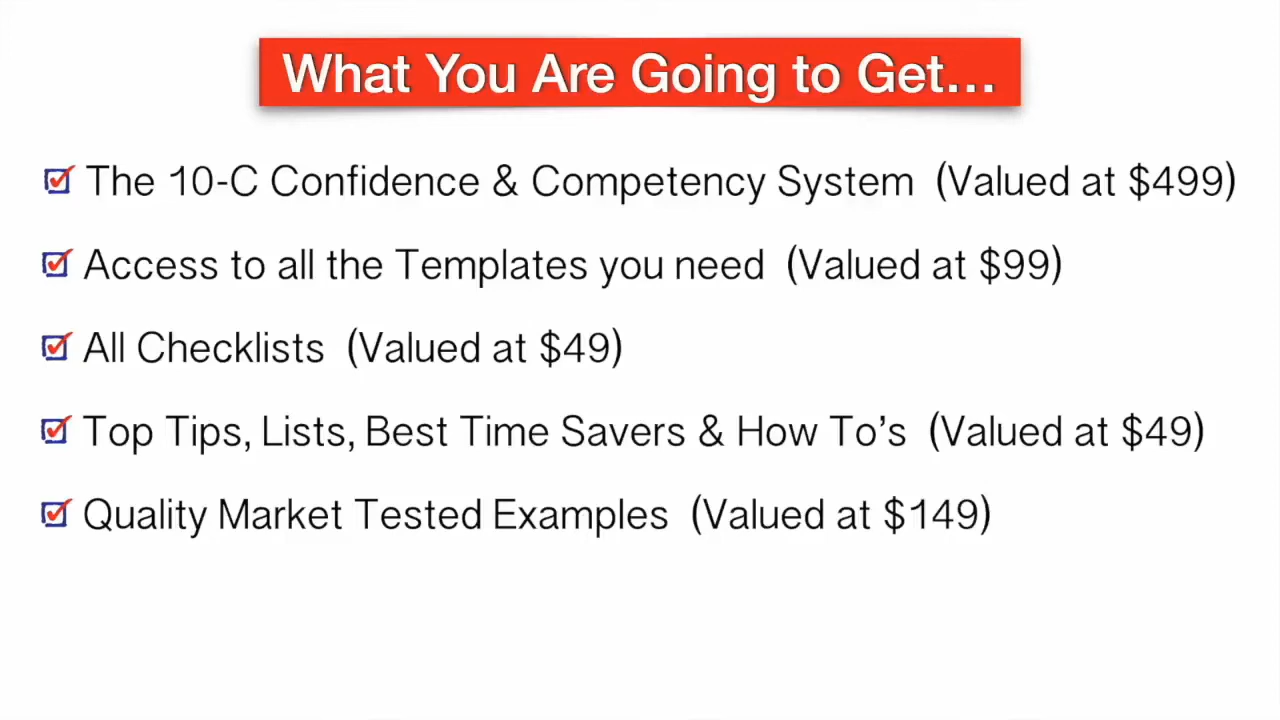 What You Are Going to Get...
The 10-C Confidence & Competency System (Valued at $499)
Access to all the Templates you need (Valued at $99)
All Checklists (Valued at $49)
Top Tips, Lists, Best Time Savers & How To’s (Valued at $49)
Quality Market Tested Examples (Valued at $149)